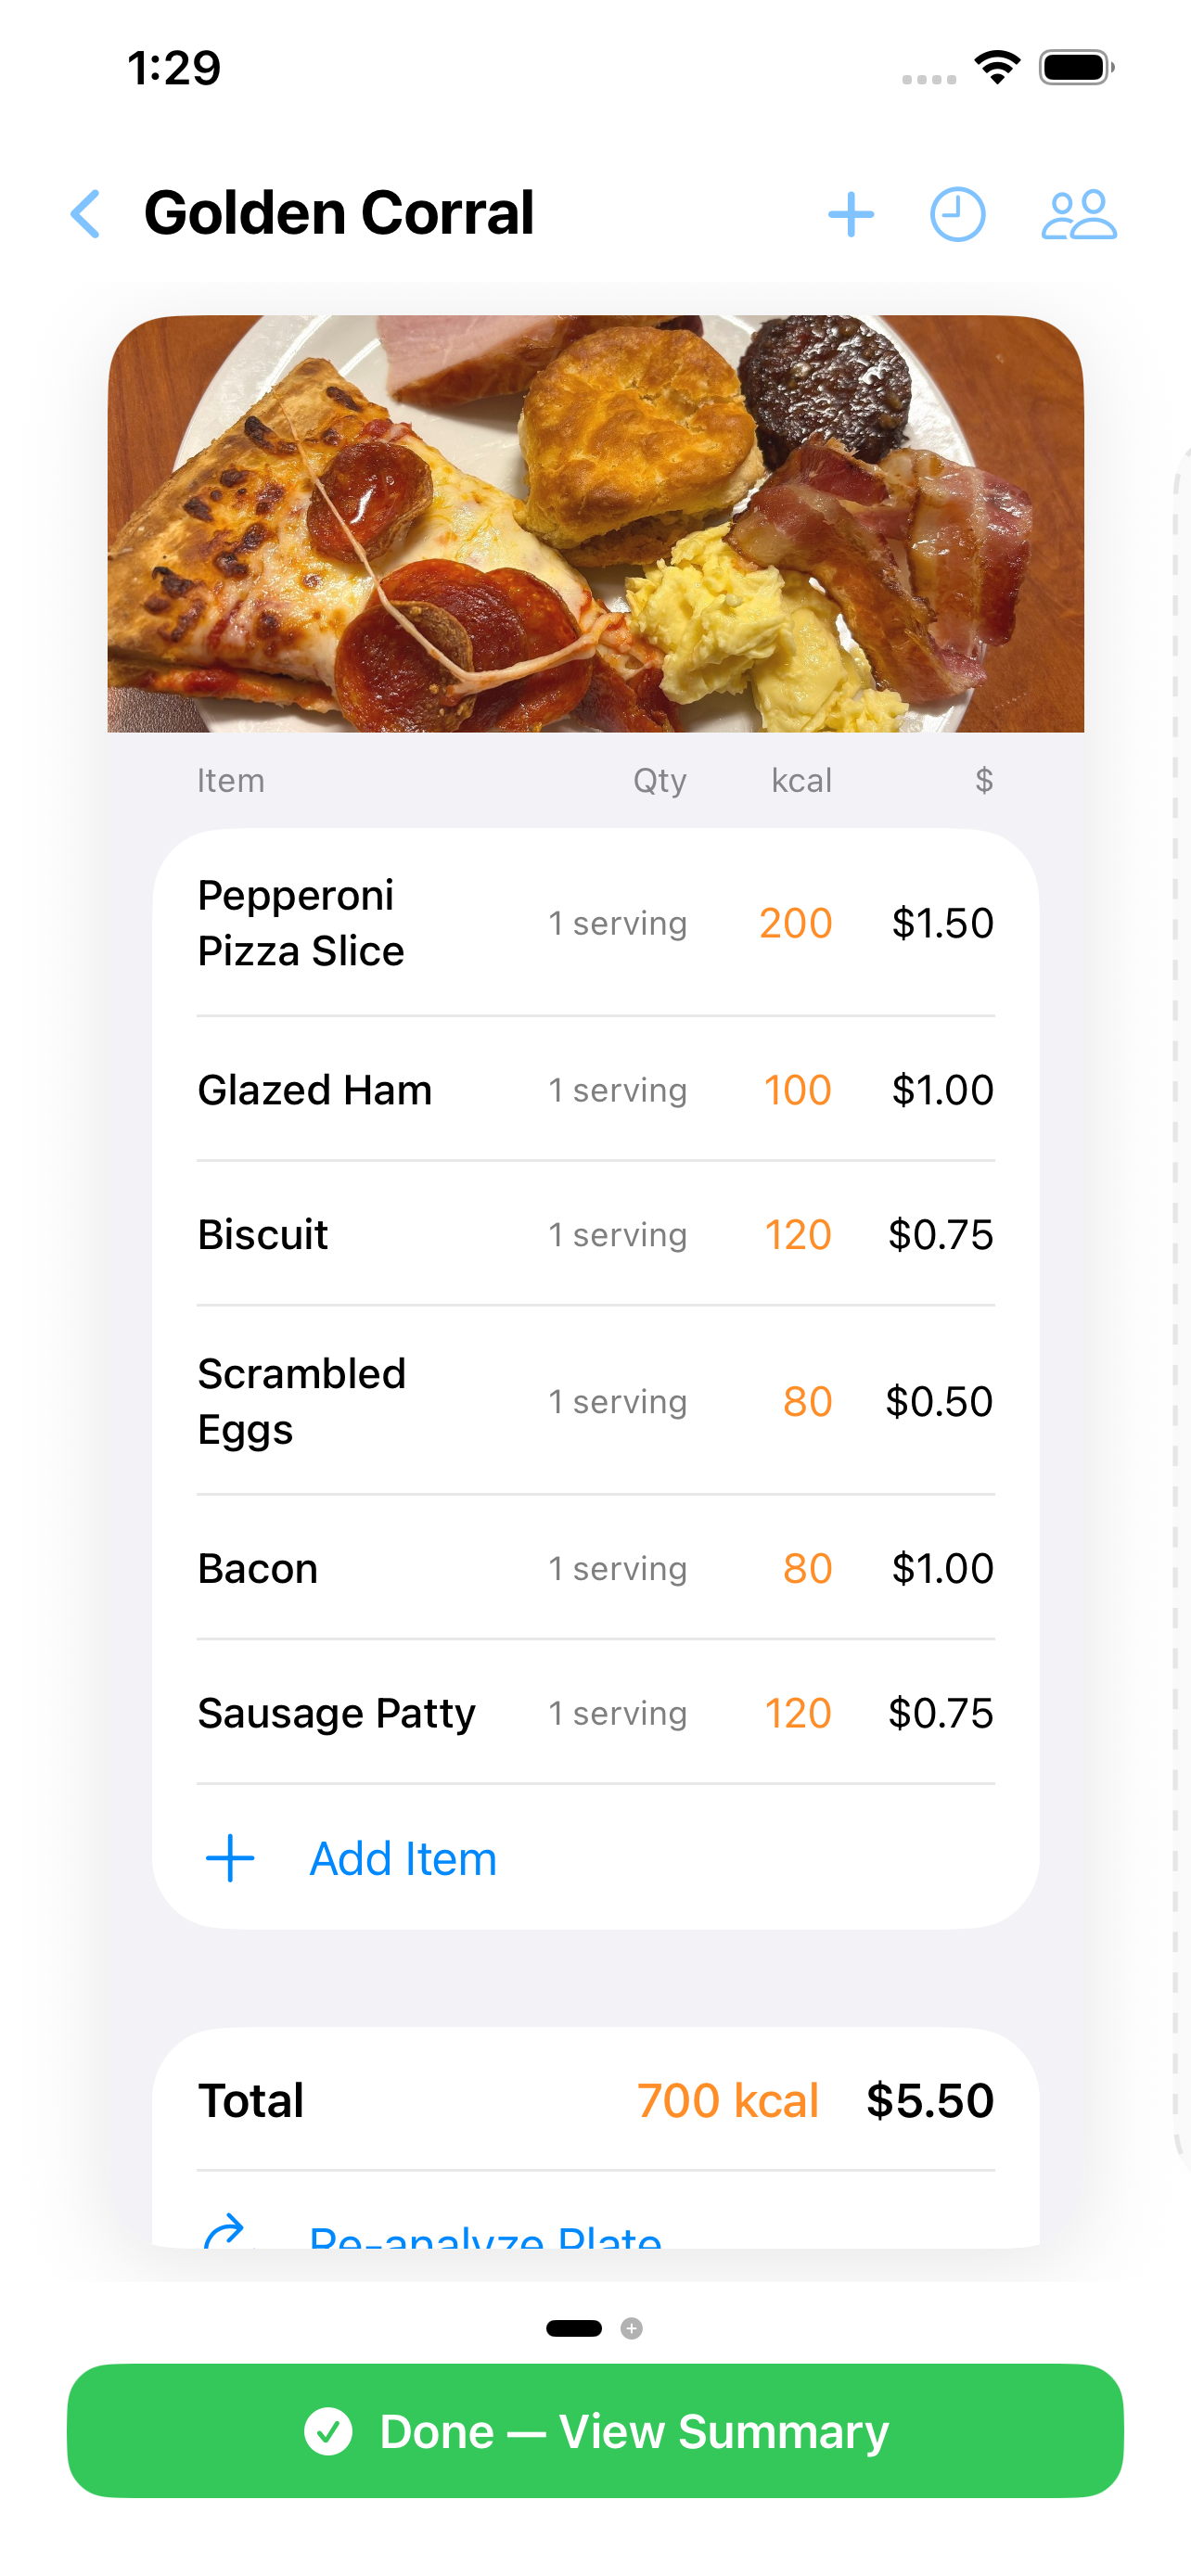 1:29
Golden Corral
Item Qty kcal $
Pepperoni
Pizza Slice 1 serving 200 $1.50
Glazed Ham 1 serving 100 $1.00
Biscuit 1 serving 120 $0.75
Scrambled
Eggs 1 serving 80 $0.50
Bacon 1 serving 80 $1.00
Sausage Patty 1 serving 120 $0.75
Add Item
Total 700 kcal $5.50
Re-analyze Plate
Done — View Summary